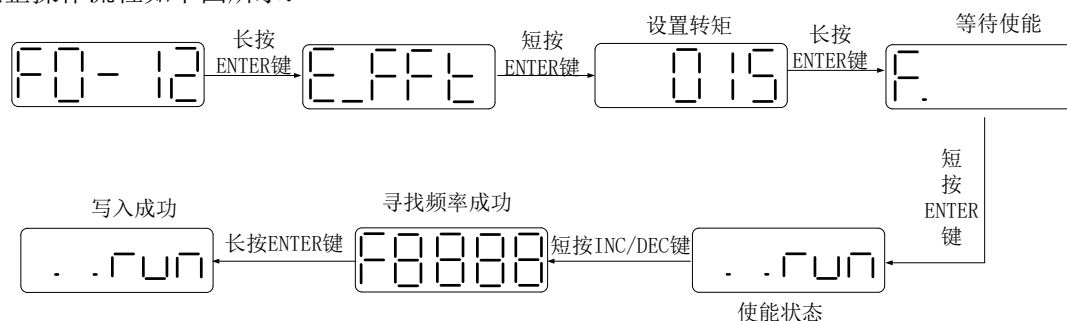 设置转矩
等待使能
F0-12
长按
ENTER键
E_FFt
短按
ENTER键
015
长按
ENTER键
F.
短
按
ENTER
键
写入成功
寻找频率成功
. .run
长按ENTER键
F8888
短按INC/DEC键
. .run
使能状态